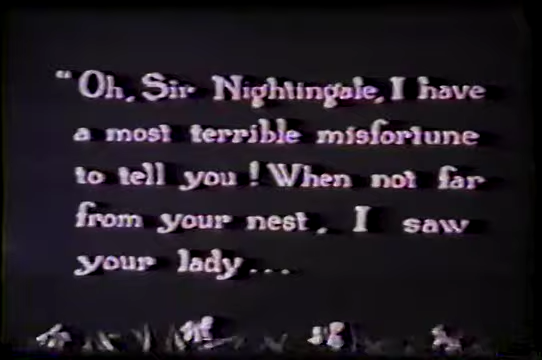 “Oh, Sir Nightingale, I have
a most terrible misfortune
to tell you! When not far
from your nest, I saw
your lady...